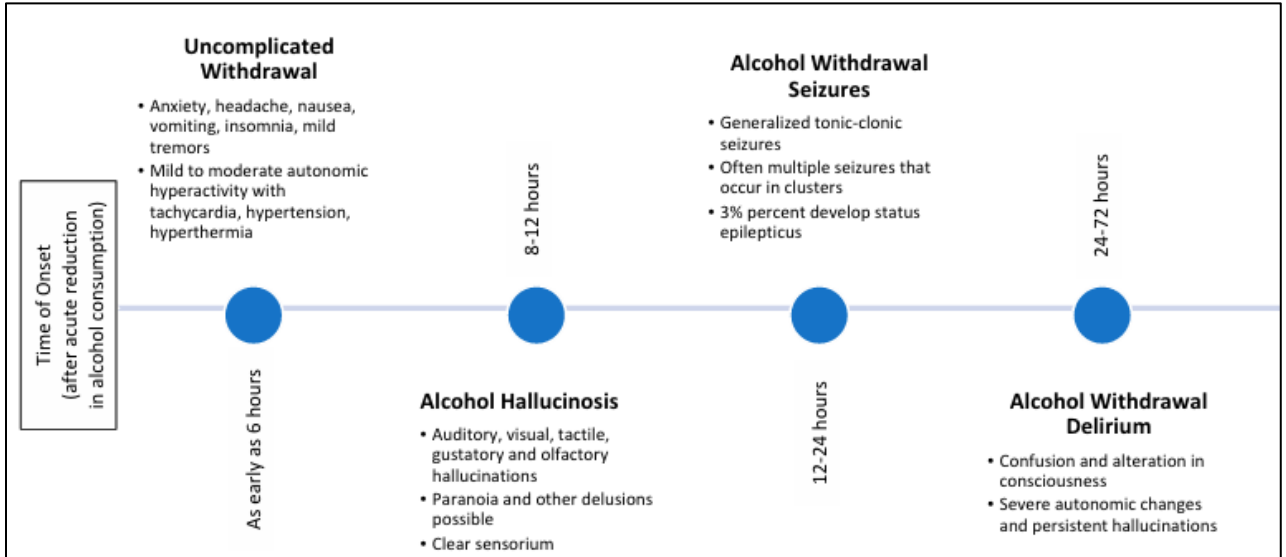 Time of Onset
(after acute reduction
in alcohol consumption)
Uncomplicated
Withdrawal
• Anxiety, headache, nausea,
vomiting, insomnia, mild
tremors
• Mild to moderate autonomic
hyperactivity with
tachycardia, hypertension,
hyperthermia
As early as 6 hours
8-12 hours
Alcohol Hallucinosis
• Auditory, visual, tactile,
gustatory and olfactory
hallucinations
• Paranoia and other delusions
possible
• Clear sensorium
Alcohol Withdrawal
Seizures
• Generalized tonic-clonic
seizures
• Often multiple seizures that
occur in clusters
• 3% percent develop status
epilepticus
12-24 hours
24-72 hours
Alcohol Withdrawal
Delirium
• Confusion and alteration in
consciousness
• Severe autonomic changes
and persistent hallucinations